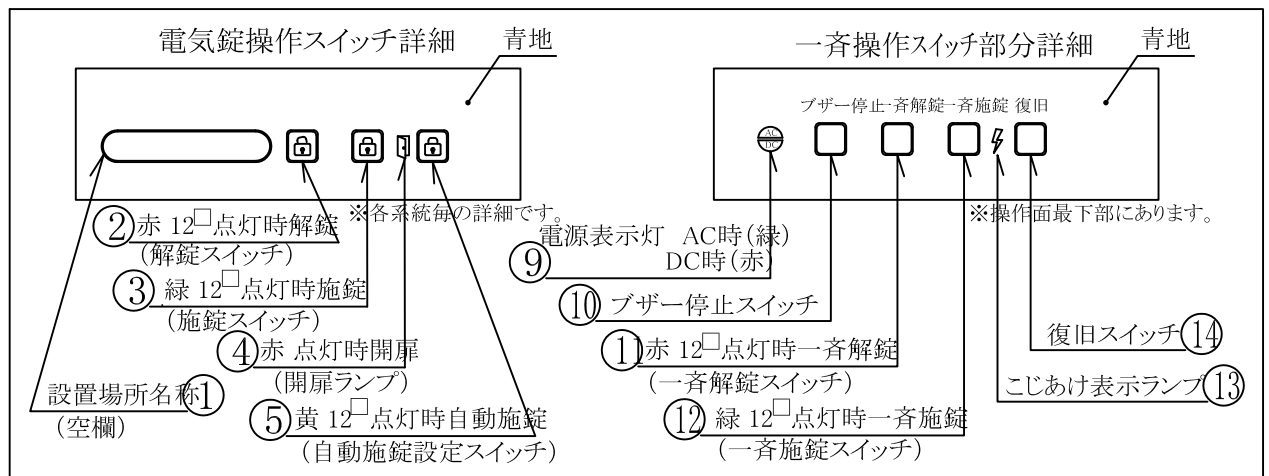 電気錠操作スイッチ詳細
青地
※各系統毎の詳細です。
② 赤 12□点灯時解錠
(解錠スイッチ)
③ 緑 12□点灯時施錠
(施錠スイッチ)
④ 赤 点灯時開扉
(開扉ランプ)
設置場所名称 ①
(空欄)
⑤ 黄 12□点灯時自動施錠
(自動施錠設定スイッチ)
一斉操作スイッチ部分詳細
青地
ブザー停止 一斉解錠 一斉施錠 復旧
AC
DC
※操作面最下部にあります。
電源表示灯 AC時(緑)
⑨ DC時(赤)
⑩ ブザー停止スイッチ
⑪ 赤 12□点灯時一斉解錠
(一斉解錠スイッチ)
復旧スイッチ ⑭
こじあけ表示ランプ ⑬
⑫ 緑 12□点灯時一斉施錠
(一斉施錠スイッチ)